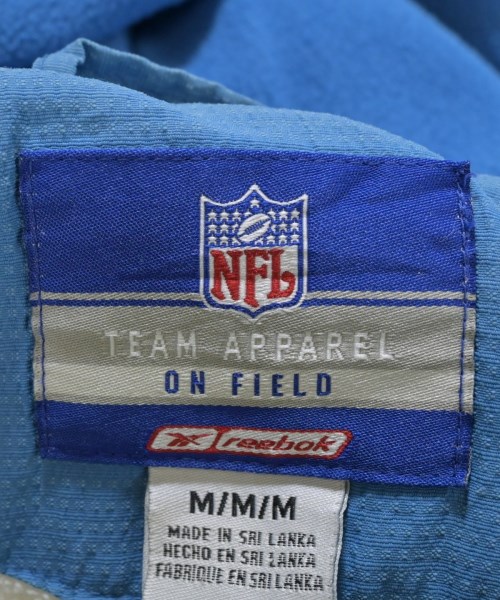 NFL
TEAM APPAREL
ON FIELD
reebok
M/M/M
MADE IN SRI LANKA
HECHO EN SRI LANKA
FABRIQUE EN SRI LANKA